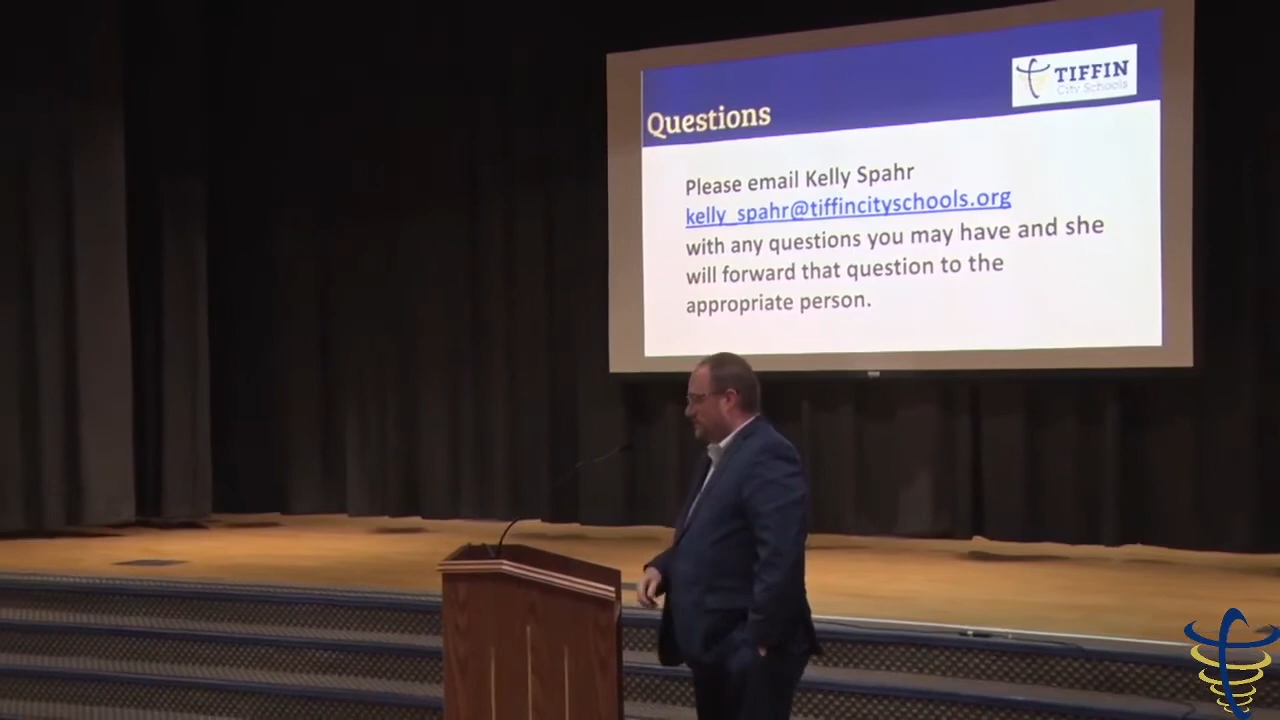 TIFFIN
City Schools
Questions
Please email Kelly Spahr
kelly_spahr@tiffincityschools.org
with any questions you may have and she
will forward that question to the
appropriate person.